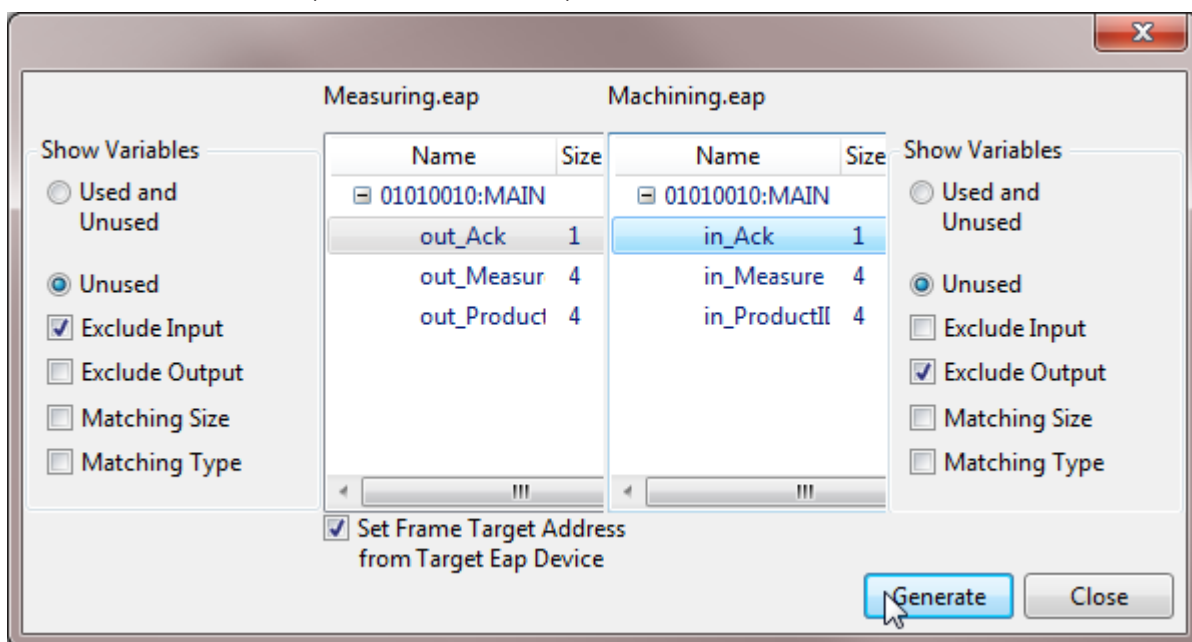 Measuring.eap Machining.eap
Show Variables
Used and
Unused
Unused
Exclude Input
Exclude Output
Matching Size
Matching Type
Name Size
01010010:MAIN
out_Ack 1
out_Measur 4
out_Product 4
Name Size
01010010:MAIN
in_Ack 1
in_Measure 4
in_ProductII 4
Show Variables
Used and
Unused
Unused
Exclude Input
Exclude Output
Matching Size
Matching Type
Set Frame Target Address
from Target Eap Device
Generate Close